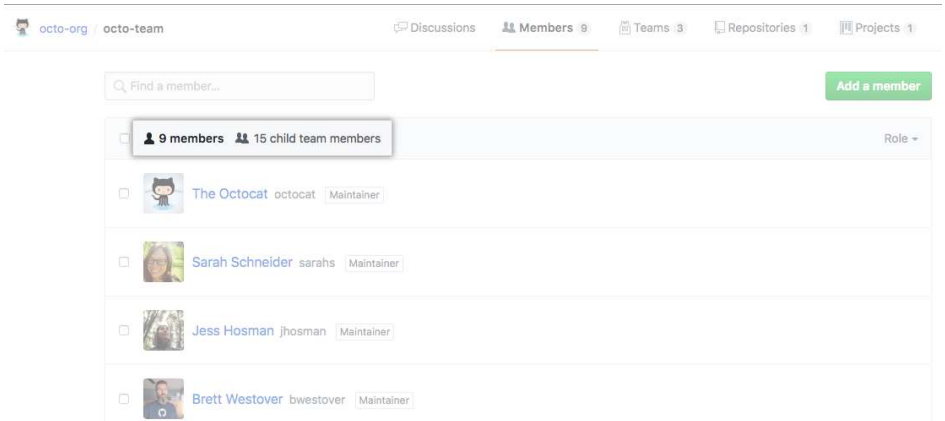 octo-org / octo-team Discussions Members 9 Teams 3 Repositories 1 Projects 1
Find a member... Add a member
9 members 15 child team members Role
The Octocat octocat Maintainer
Sarah Schneider sarahs Maintainer
Jess Hosman jhosman Maintainer
Brett Westover bwestover Maintainer